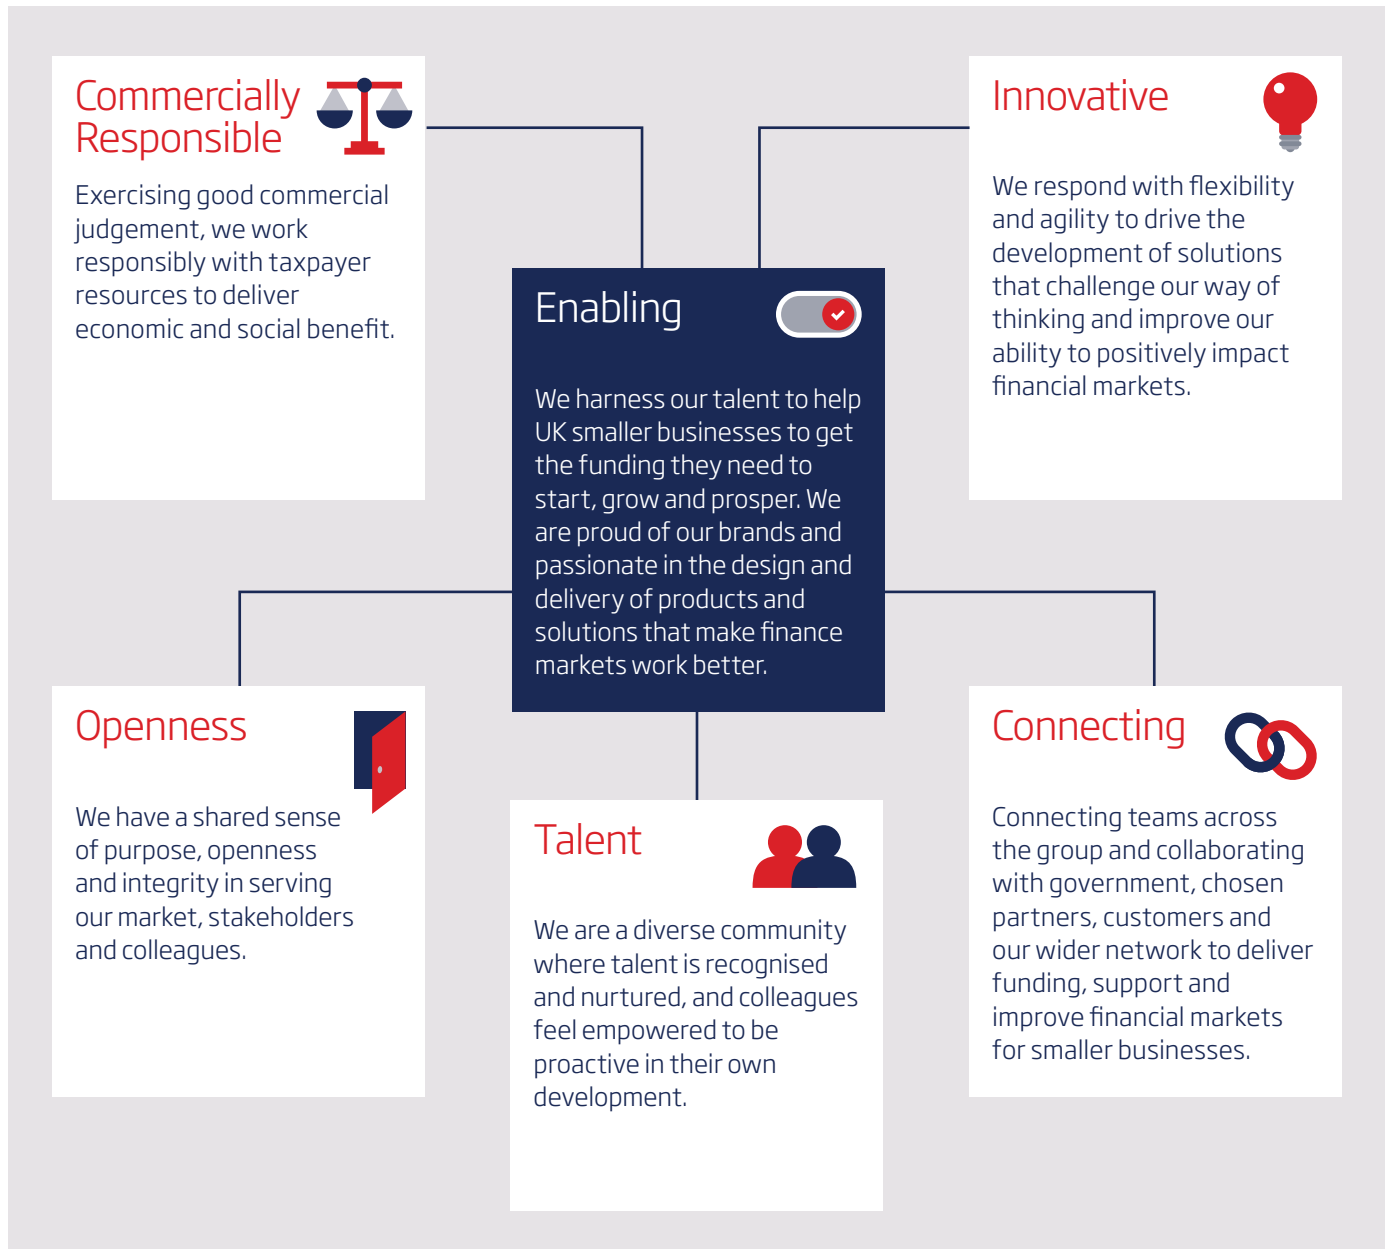 Commercially
Responsible
Exercising good commercial
judgement, we work
responsibly with taxpayer
resources to deliver
economic and social benefit.
Innovative
We respond with flexibility
and agility to drive the
development of solutions
that challenge our way of
thinking and improve our
ability to positively impact
financial markets.
Enabling
We harness our talent to help
UK smaller businesses to get
the funding they need to
start, grow and prosper. We
are proud of our brands and
passionate in the design and
delivery of products and
solutions that make finance
markets work better.
Openness
We have a shared sense
of purpose, openness
and integrity in serving
our market, stakeholders
and colleagues.
Talent
We are a diverse community
where talent is recognised
and nurtured, and colleagues
feel empowered to be
proactive in their own
development.
Connecting
Connecting teams across
the group and collaborating
with government, chosen
partners, customers and
our wider network to deliver
funding, support and
improve financial markets
for smaller businesses.